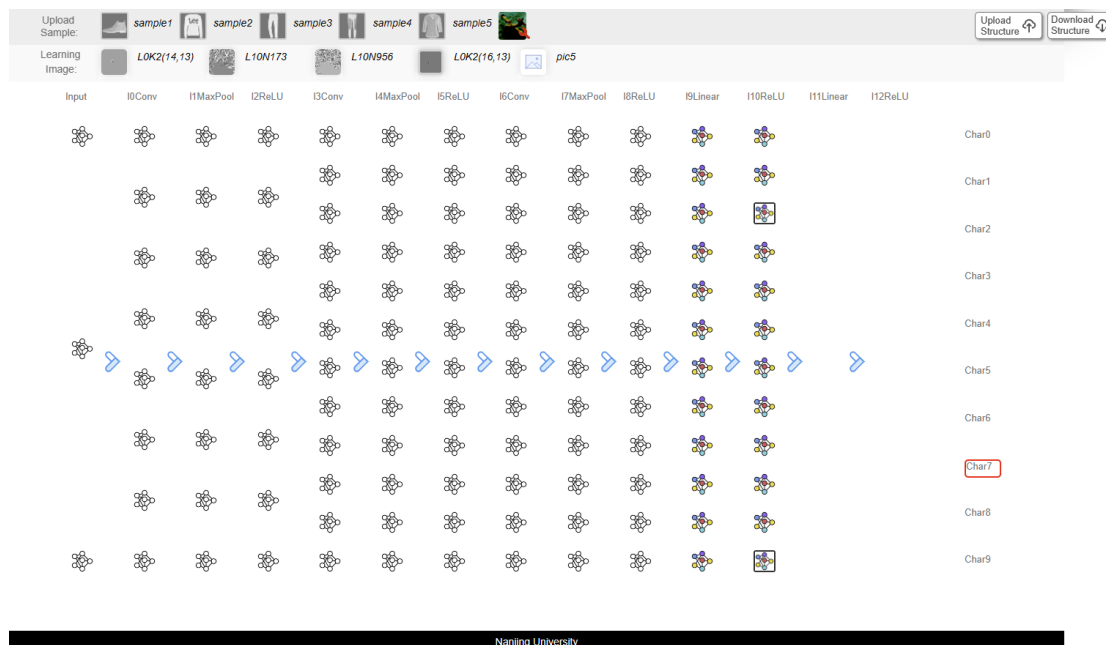 Upload Sample: sample1 sample2 sample3 sample4 sample5 Upload Structure Download Structure
Learning Image: L0K2(14,13) L10N173 L10N956 L0K2(16,13) pic5
Input l0Conv l1MaxPool l2ReLU l3Conv l4MaxPool l5ReLU l6Conv l7MaxPool l8ReLU l9Linear l10ReLU l11Linear l12ReLU
Char0
Char1
Char2
Char3
Char4
Char5
Char6
Char7
Char8
Char9
Nanjing University